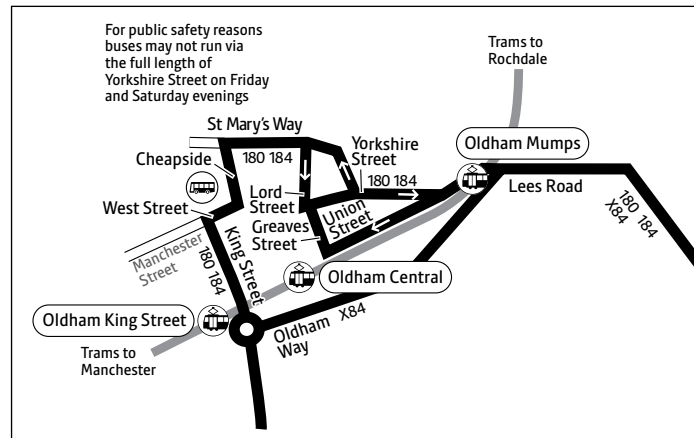 For public safety reasons
buses may not run via
the full length of
Yorkshire Street on Friday
and Saturday evenings
Trams to
Rochdale
St Mary's Way
Cheapside
180 184
Yorkshire
Street
Oldham Mumps
180 184
Lees Road
West Street
Lord
Street
Union
Street
Greaves
Street
180 184
X84
Manchester
Street
180 184
King Street
Oldham Central
Oldham King Street
Oldham
Way
X84
Trams to
Manchester